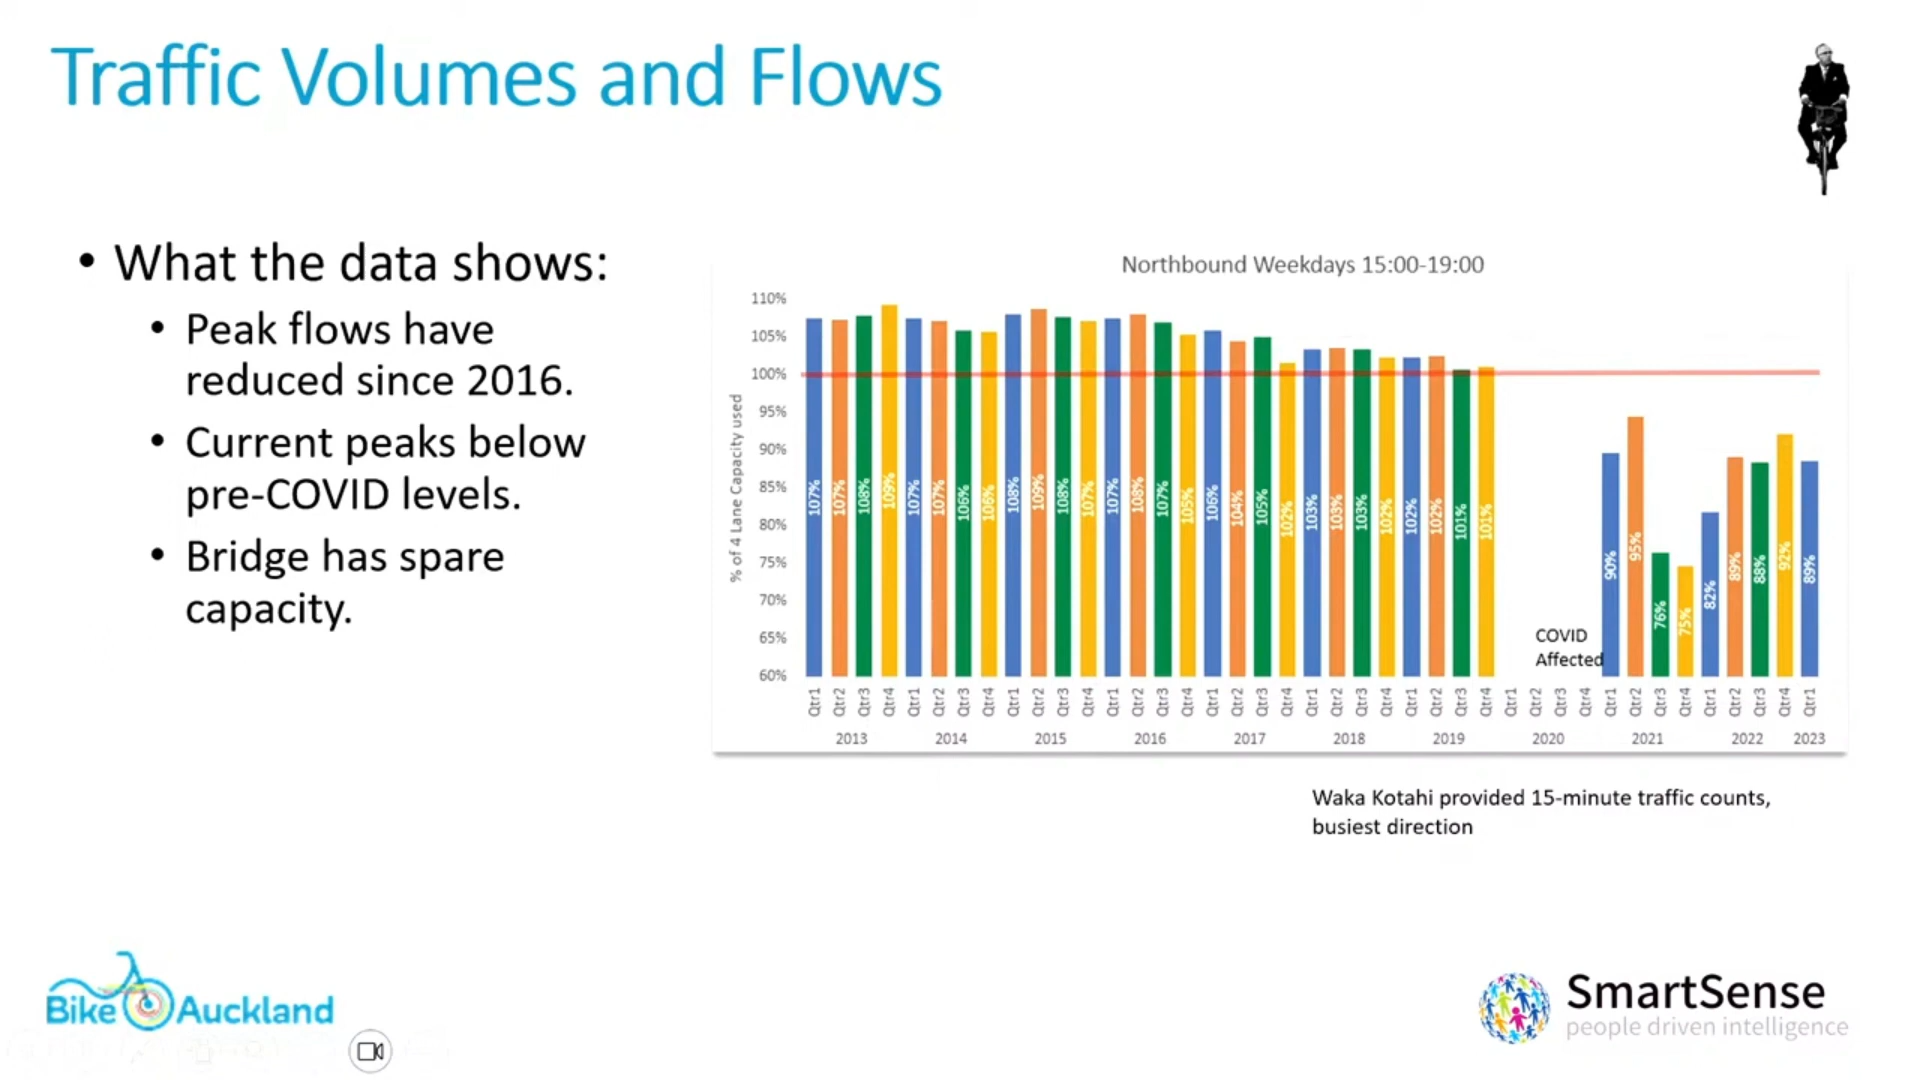 Traffic Volumes and Flows
• What the data shows:
• Peak flows have
reduced since 2016.
• Current peaks below
pre-COVID levels.
• Bridge has spare
capacity.
Northbound Weekdays 15:00-19:00
% of 4 Lane Capacity used
110%
105%
100%
95%
90%
85%
80%
75%
70%
65%
60%
107% 107% 108% 109% 107% 107% 106% 106% 108% 109% 108% 107% 107% 108% 107% 105% 106% 104% 105% 102% 103% 103% 103% 102% 102% 102% 101% 101% 90% 95% 76% 75% 82% 89% 88% 92% 89%
COVID
Affected
Qtr1 Qtr2 Qtr3 Qtr4 Qtr1 Qtr2 Qtr3 Qtr4 Qtr1 Qtr2 Qtr3 Qtr4 Qtr1 Qtr2 Qtr3 Qtr4 Qtr1 Qtr2 Qtr3 Qtr4 Qtr1 Qtr2 Qtr3 Qtr4 Qtr1 Qtr2 Qtr3 Qtr4 Qtr1 Qtr2 Qtr3 Qtr4 Qtr1 Qtr2 Qtr3 Qtr4 Qtr1 Qtr2 Qtr3 Qtr4 Qtr1
2013 2014 2015 2016 2017 2018 2019 2020 2021 2022 2023
Waka Kotahi provided 15-minute traffic counts,
busiest direction
Bike Auckland
SmartSense
people driven intelligence